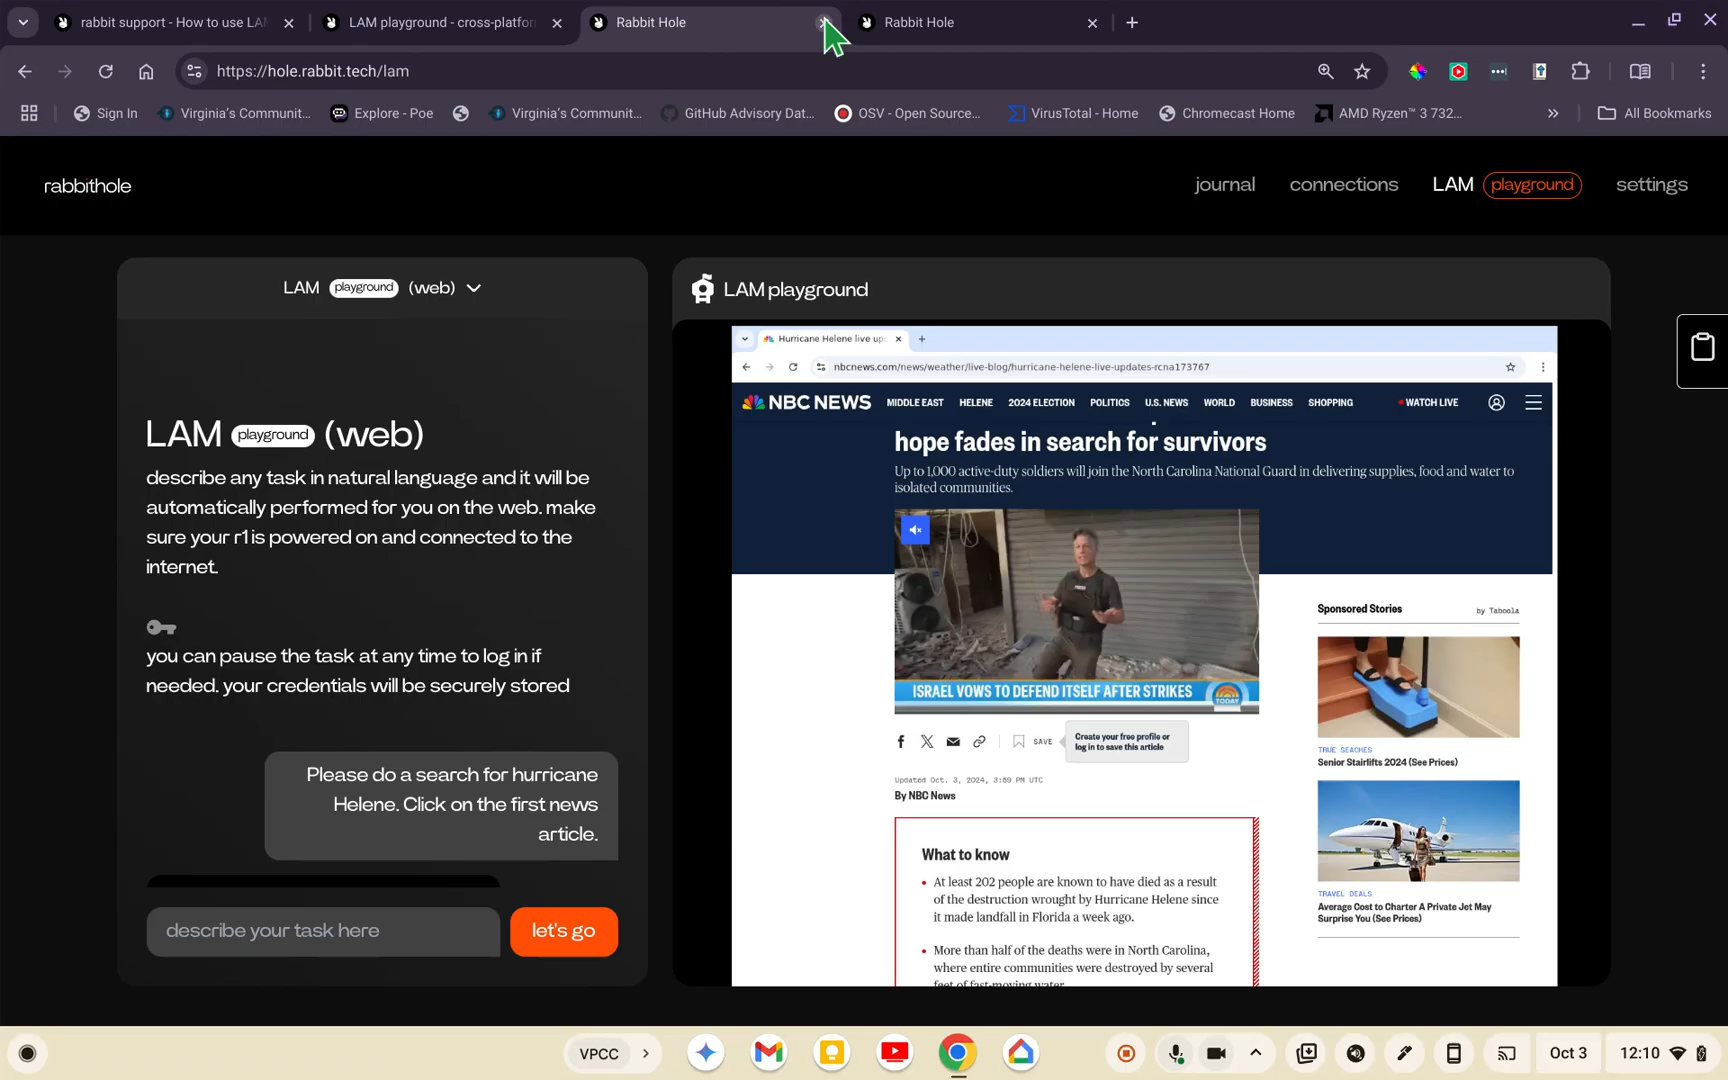 rabbit support - How to use LAM
LAM playground - cross-platfor
Rabbit Hole
Rabbit Hole
https://hole.rabbit.tech/lam
Sign In
Virginia's Communit...
Explore - Poe
Virginia's Communit...
GitHub Advisory Dat...
OSV - Open Source...
VirusTotal - Home
Chromecast Home
AMD Ryzen™ 3 732...
»
All Bookmarks
rabbithole
journal
connections
LAM playground
settings
LAM playground (web)
LAM playground (web)
describe any task in natural language and it will be
automatically performed for you on the web. make
sure your r1 is powered on and connected to the
internet.
you can pause the task at any time to log in if
needed. your credentials will be securely stored
Please do a search for hurricane
Helene. Click on the first news
article.
describe your task here
let's go
LAM playground
Hurricane Helene live up
nbcnews.com/news/weather/live-blog/hurricane-helene-live-updates-rcna173767
NBC NEWS
MIDDLE EAST
HELENE
2024 ELECTION
POLITICS
U.S. NEWS
WORLD
BUSINESS
SHOPPING
WATCH LIVE
hope fades in search for survivors
Up to 1,000 active-duty soldiers will join the North Carolina National Guard in delivering supplies, food and water to
isolated communities.
ISRAEL VOWS TO DEFEND ITSELF AFTER STRIKES
TODAY
SAVE
Create your free profile or
log in to save this article
Updated Oct. 3, 2024, 3:59 PM UTC
By NBC News
What to know
• At least 202 people are known to have died as a result
of the destruction wrought by Hurricane Helene since
it made landfall in Florida a week ago.
• More than half of the deaths were in North Carolina,
where entire communities were destroyed by several
feet of fast-moving water.
Sponsored Stories
by Taboola
TRUE SEACHES
Senior Stairlifts 2024 (See Prices)
TRAVEL DEALS
Average Cost to Charter A Private Jet May
Surprise You (See Prices)
VPCC
Oct 3
12:10